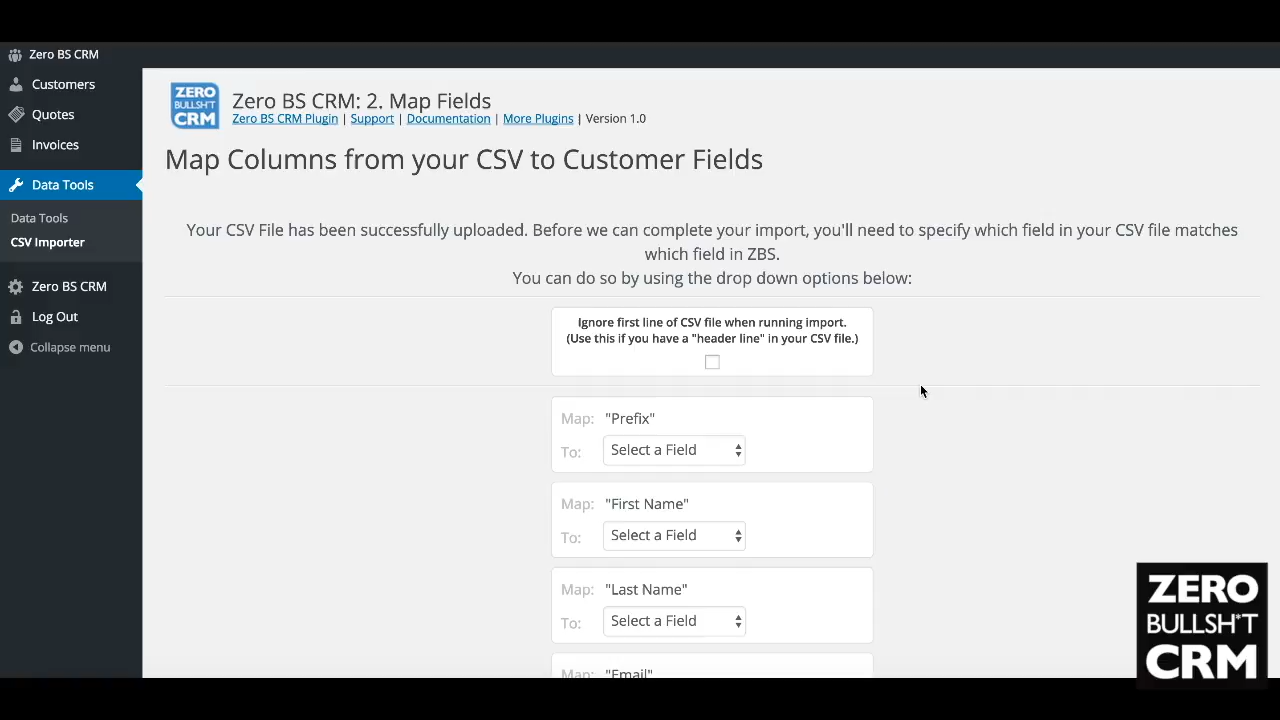 Zero BS CRM
Customers
Quotes
Invoices
Data Tools
Data Tools
CSV Importer
Zero BS CRM
Log Out
Collapse menu
ZERO
BULLSH*T
CRM
Zero BS CRM: 2. Map Fields
Zero BS CRM Plugin | Support | Documentation | More Plugins | Version 1.0
Map Columns from your CSV to Customer Fields
Your CSV File has been successfully uploaded. Before we can complete your import, you'll need to specify which field in your CSV file matches
which field in ZBS.
You can do so by using the drop down options below:
Ignore first line of CSV file when running import.
(Use this if you have a "header line" in your CSV file.)
Map: "Prefix"
To: Select a Field
Map: "First Name"
To: Select a Field
Map: "Last Name"
To: Select a Field
Map: "Email"
ZERO
BULLSH*T
CRM